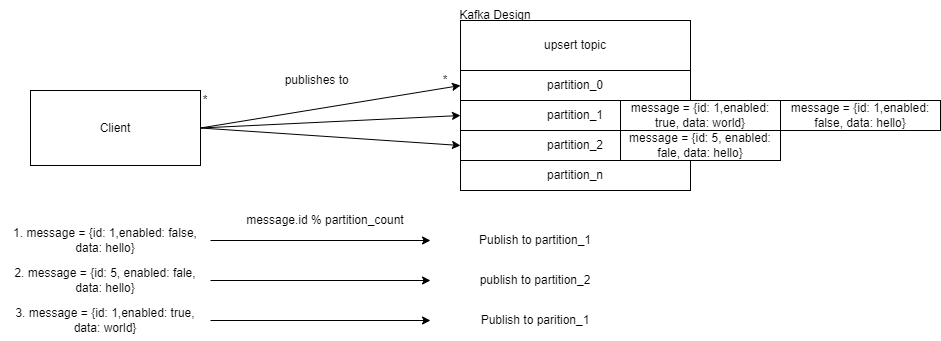 Kafka Design
upsert topic
publishes to
*
partition_0
*
Client
partition_1
message = {id: 1,enabled:
true, data: world}
message = {id: 1,enabled:
false, data: hello}
partition_2
message = {id: 5, enabled:
fale, data: hello}
partition_n
message.id % partition_count
1. message = {id: 1,enabled: false,
data: hello}
Publish to partition_1
2. message = {id: 5, enabled: fale,
data: hello}
publish to partition_2
3. message = {id: 1,enabled: true,
data: world}
Publish to parition_1